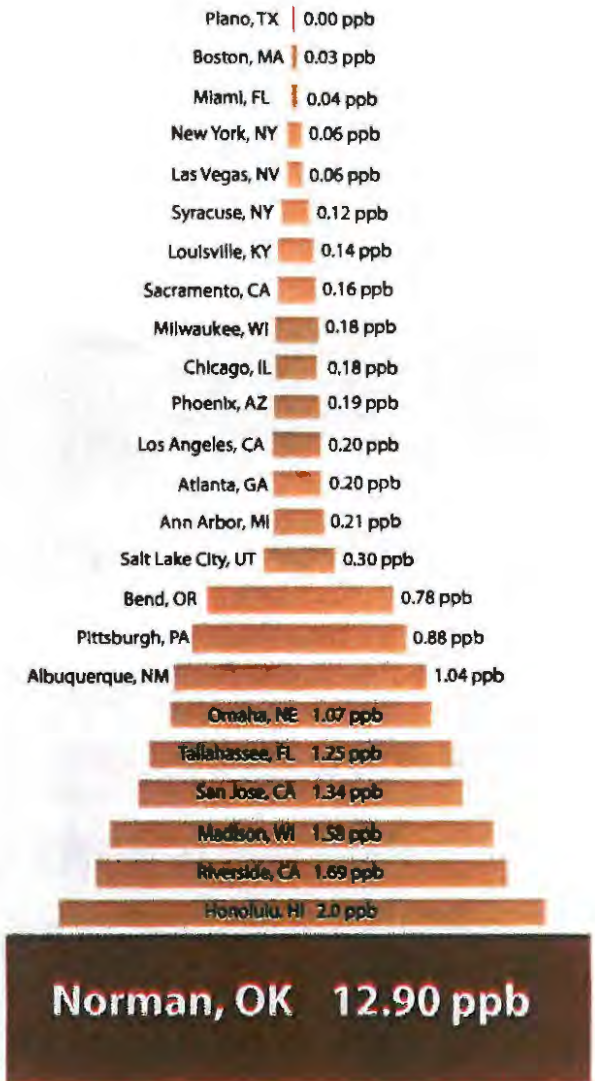 Plano, TX 0.00 ppb
Boston, MA 0.03 ppb
Miami, FL 0.04 ppb
New York, NY 0.06 ppb
Las Vegas, NV 0.06 ppb
Syracuse, NY 0.12 ppb
Louisville, KY 0.14 ppb
Sacramento, CA 0.16 ppb
Milwaukee, WI 0.18 ppb
Chicago, IL 0.18 ppb
Phoenix, AZ 0.19 ppb
Los Angeles, CA 0.20 ppb
Atlanta, GA 0.20 ppb
Ann Arbor, MI 0.21 ppb
Salt Lake City, UT 0.30 ppb
Bend, OR 0.78 ppb
Pittsburgh, PA 0.88 ppb
Albuquerque, NM 1.04 ppb
Omaha, NE 1.07 ppb
Tallahassee, FL 1.25 ppb
San Jose, CA 1.34 ppb
Madison, WI 1.58 ppb
Riverside, CA 1.69 ppb
Honolulu, HI 2.0 ppb
Norman, OK 12.90 ppb